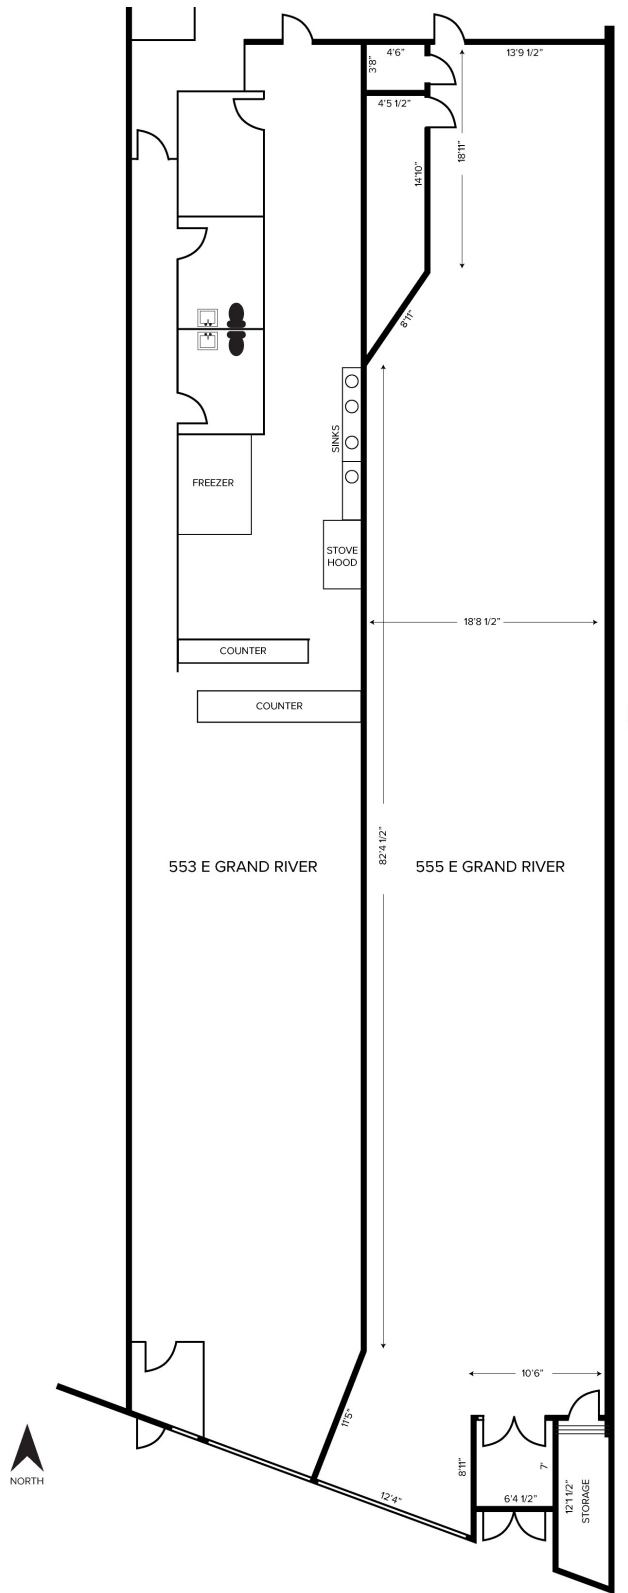 4'6"
13'9 1/2"
3'8"
4'5 1/2"
18'11"
14'10"
8'11"
SINKS
FREEZER
STOVE
HOOD
18'8 1/2"
COUNTER
COUNTER
82'4 1/2"
553 E GRAND RIVER
555 E GRAND RIVER
10'6"
11'5"
8'11"
7'
12'1 1/2"
STORAGE
6'4 1/2"
12'4"
NORTH